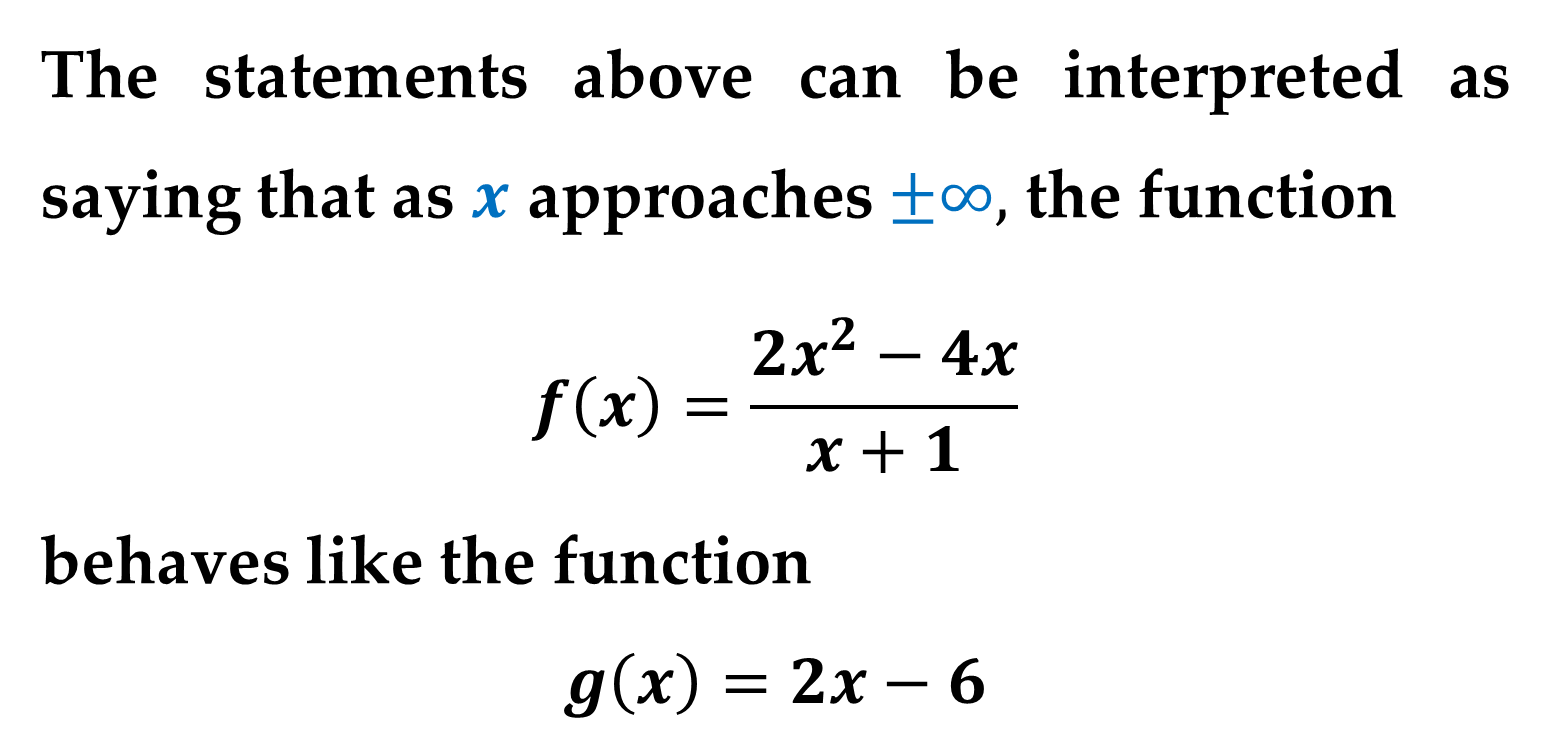 The statements above can be interpreted as
saying that as x approaches ±∞, the function
f(x) = (2x² − 4x)/(x + 1)
behaves like the function
g(x) = 2x − 6